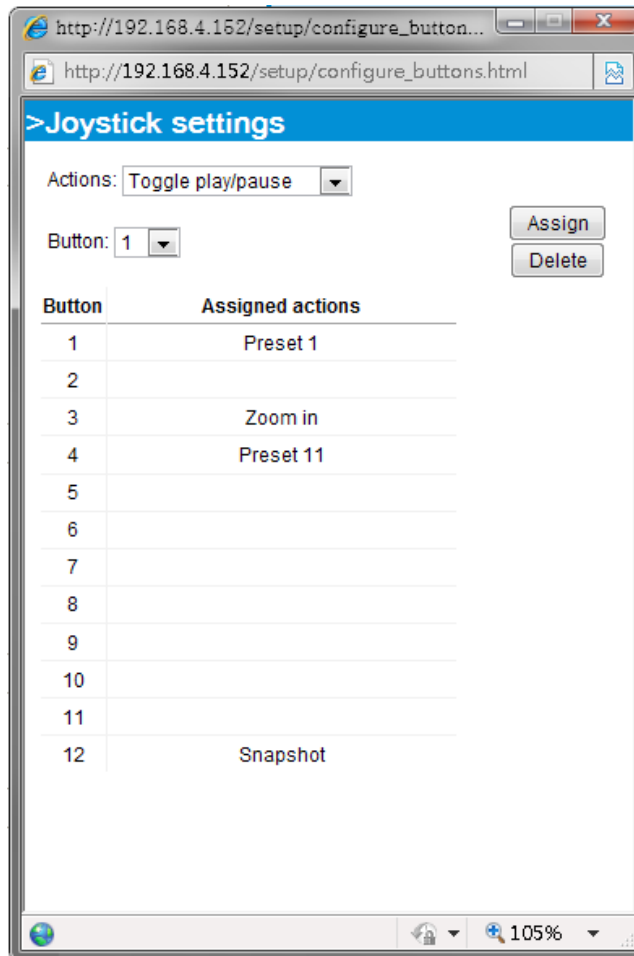 http://192.168.4.152/setup/configure_button...
http://192.168.4.152/setup/configure_buttons.html
>Joystick settings
Actions: Toggle play/pause
Assign
Button: 1
Delete
Button Assigned actions
1 Preset 1
2
3 Zoom in
4 Preset 11
5
6
7
8
9
10
11
12 Snapshot
105%